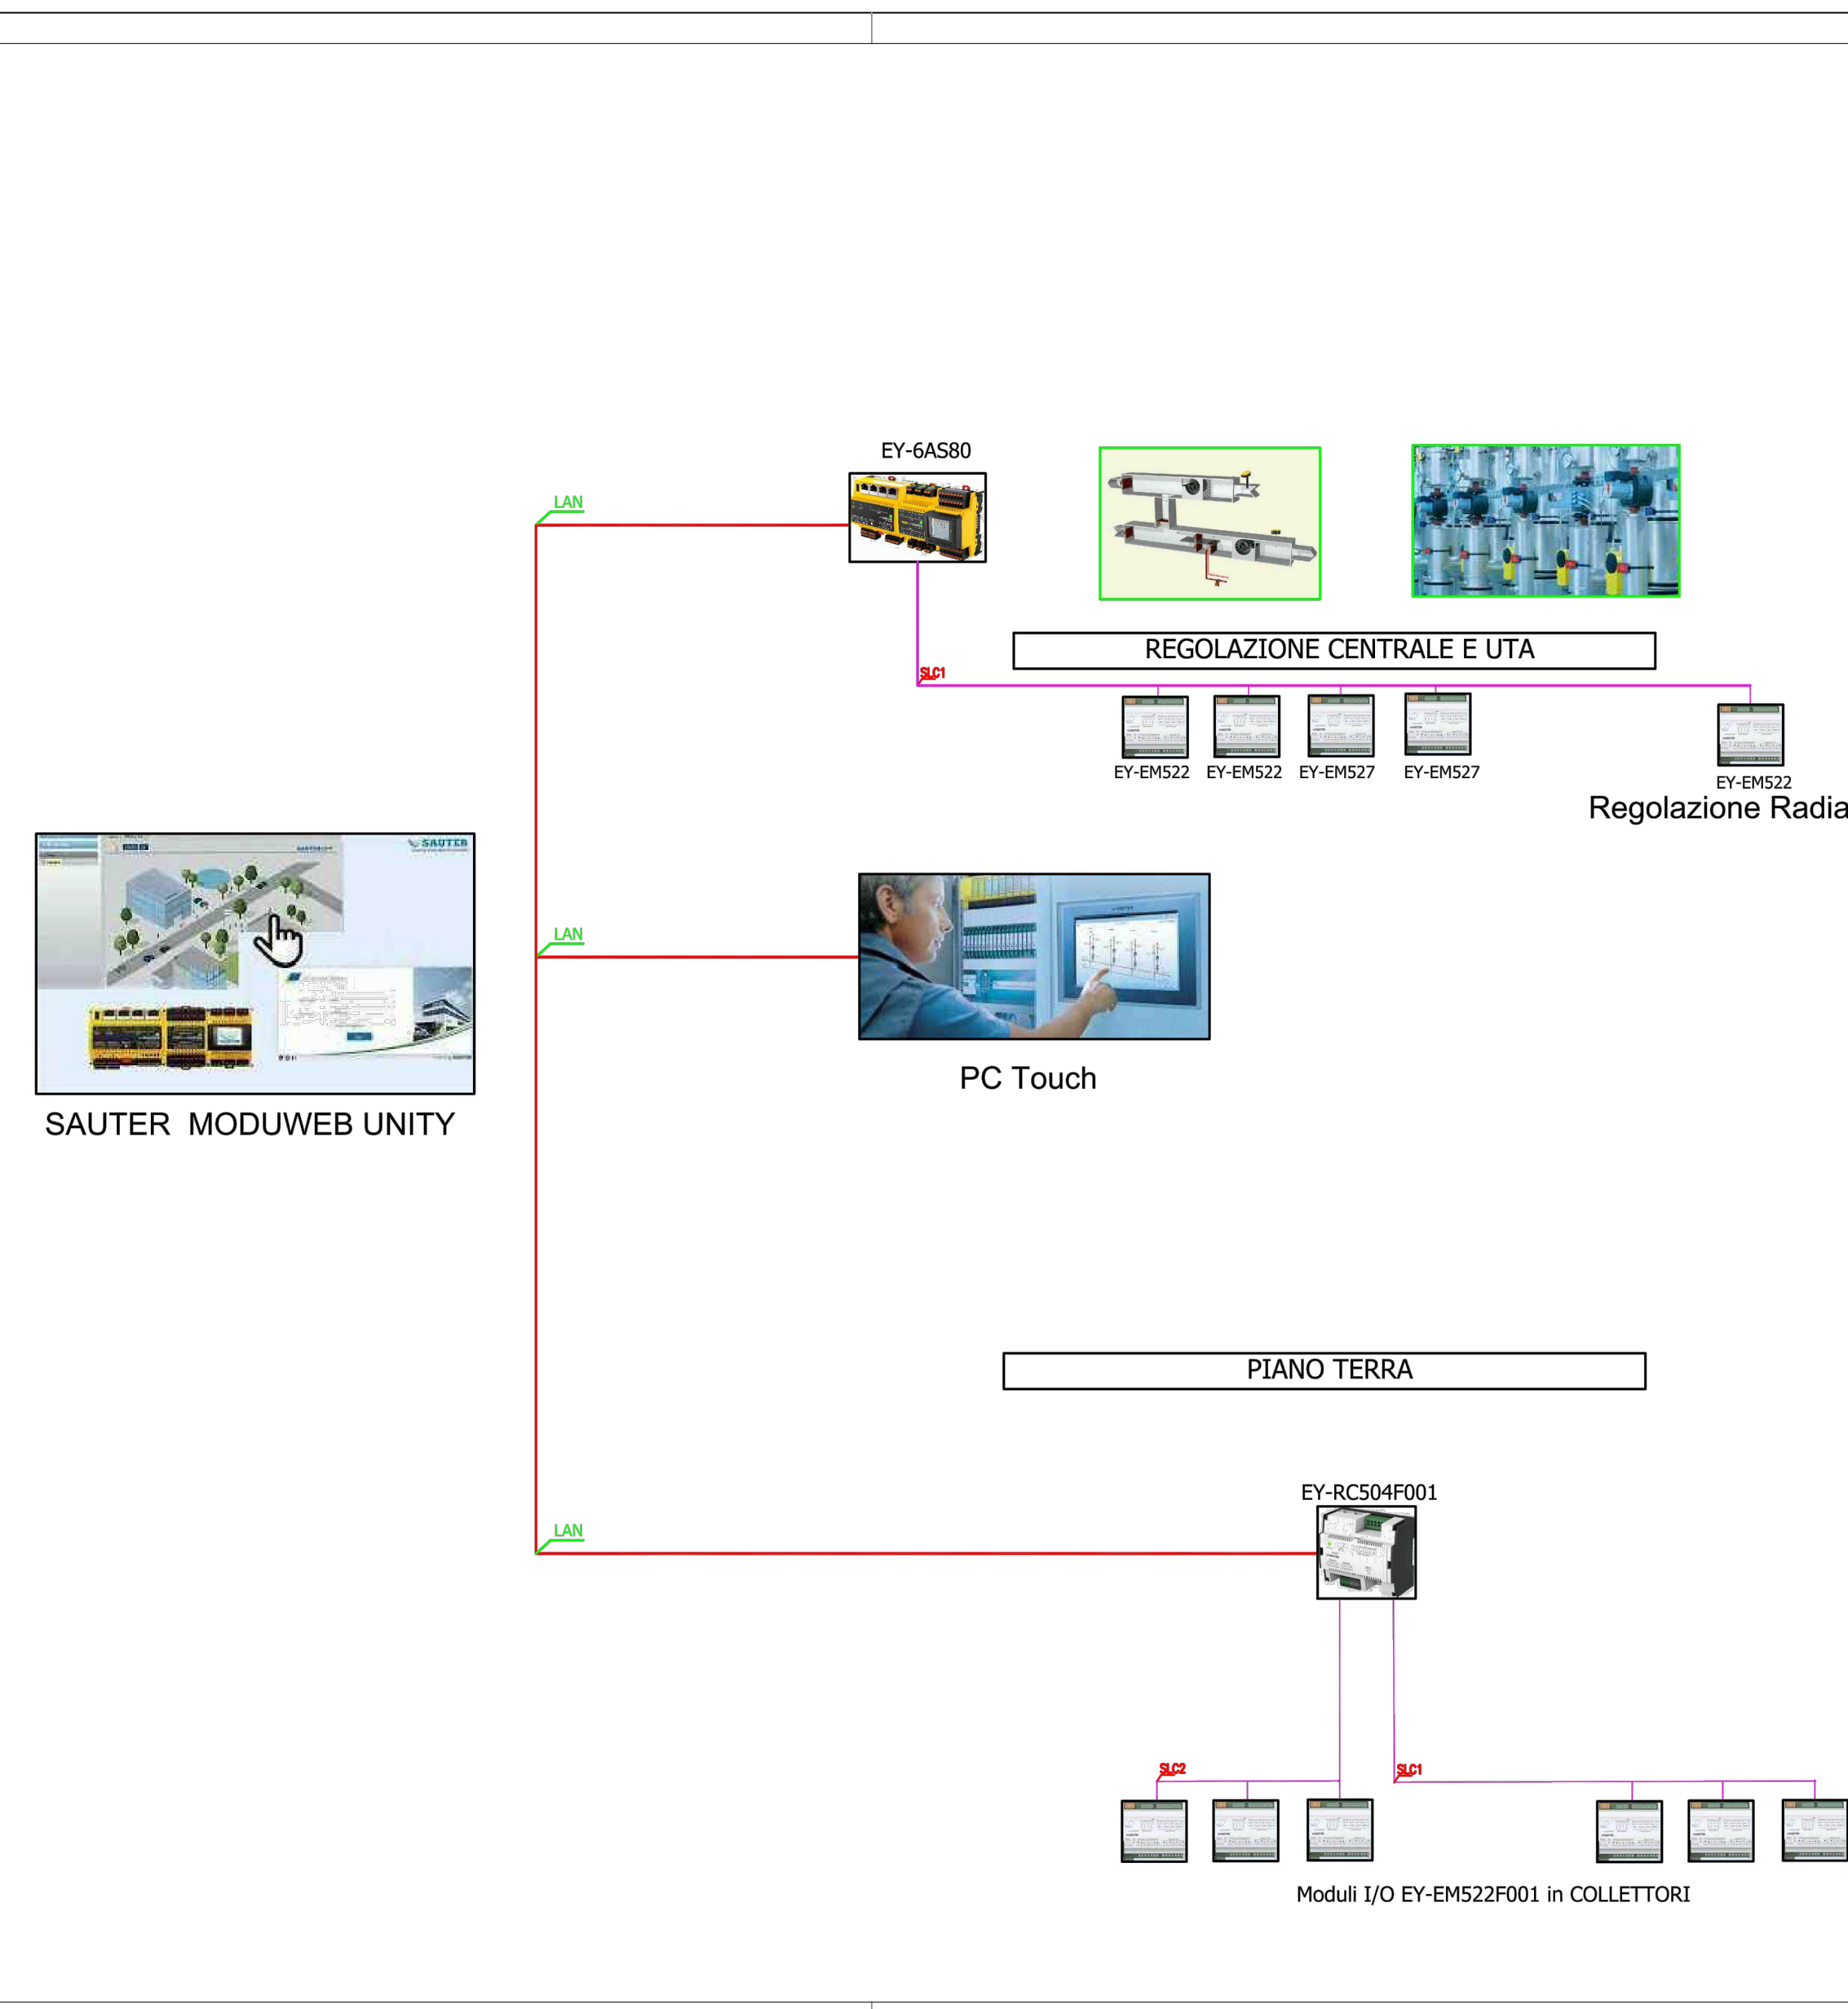 EY-6AS80
LAN
REGOLAZIONE CENTRALE E UTA
SLC1
EY-EM522 EY-EM522 EY-EM527 EY-EM527
EY-EM522
Regolazione Radia
SAUTER
LAN
PC Touch
SAUTER MODUWEB UNITY
PIANO TERRA
EY-RC504F001
LAN
SLC2
SLC1
Moduli I/O EY-EM522F001 in COLLETTORI